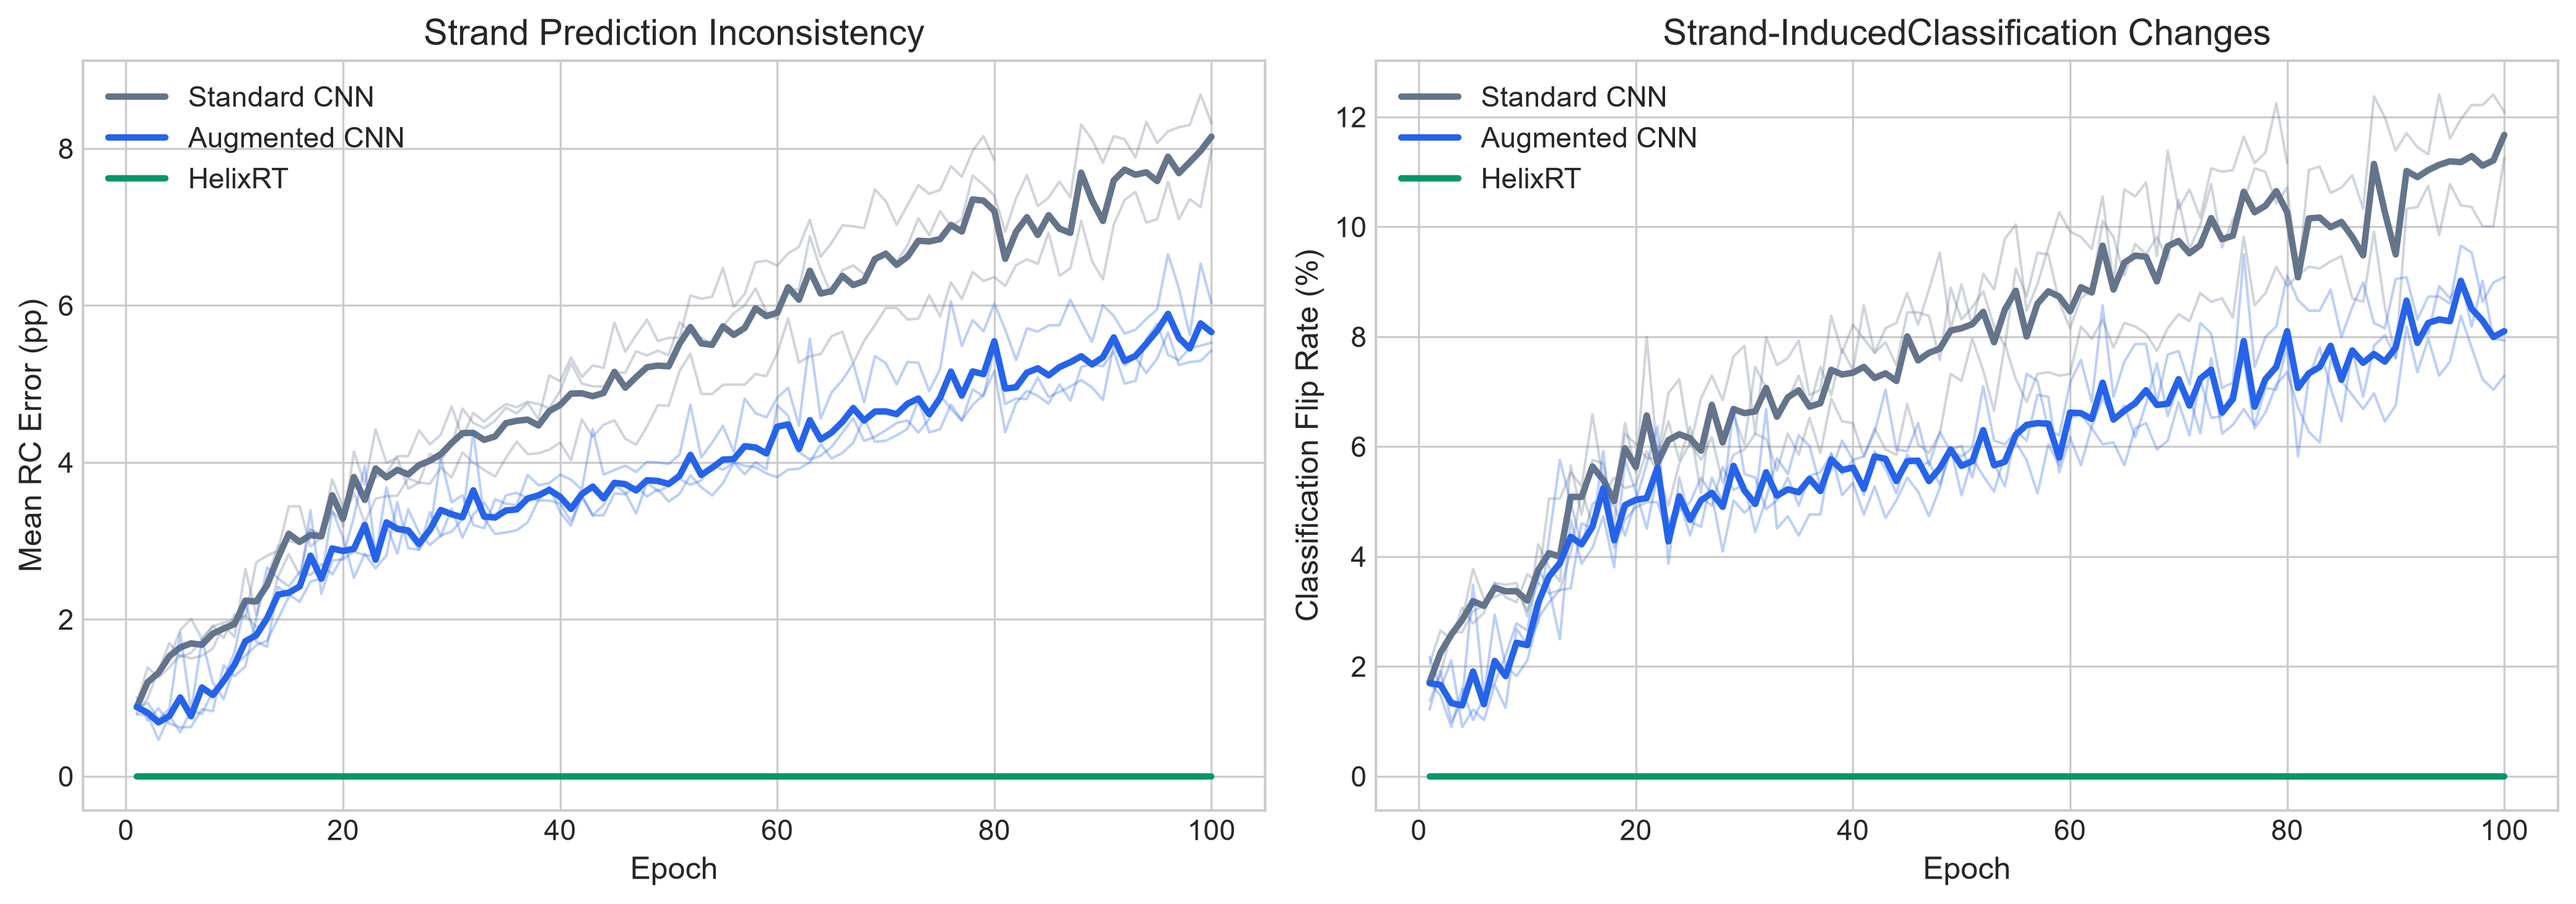 Strand Prediction Inconsistency
Standard CNN
Augmented CNN
HelixRT
Mean RC Error (pp)
8
6
4
2
0
0 20 40 60 80 100
Epoch
Strand-InducedClassification Changes
Standard CNN
Augmented CNN
HelixRT
Classification Flip Rate (%)
12
10
8
6
4
2
0
0 20 40 60 80 100
Epoch